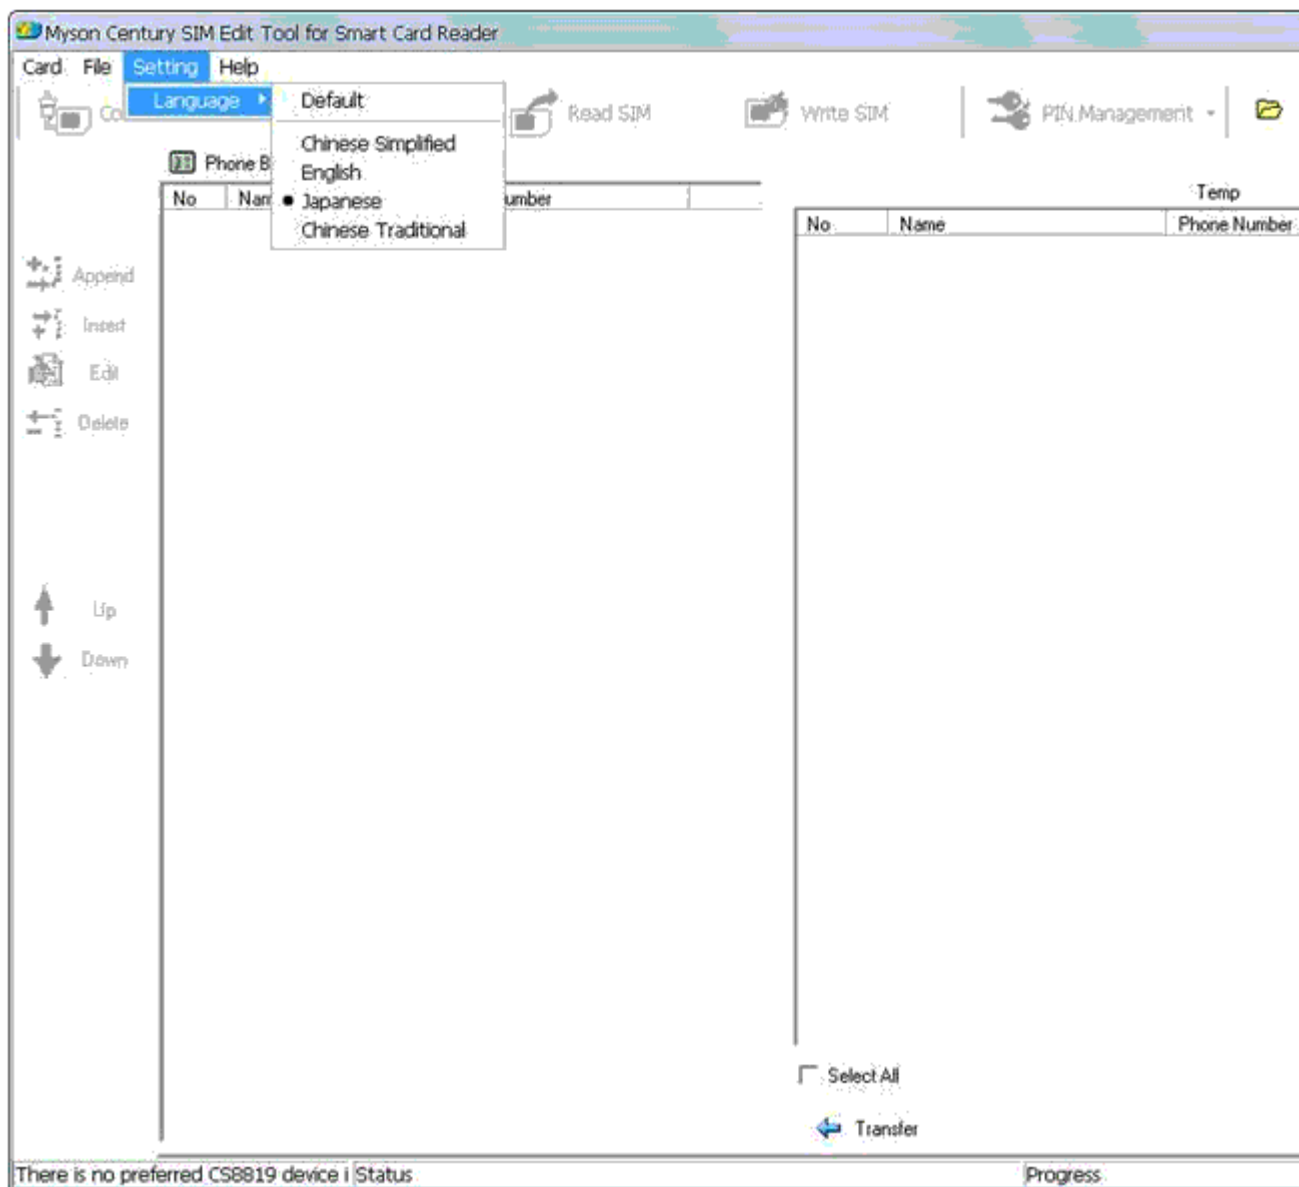 Myson Century SIM Edit Tool for Smart Card Reader
Card File Setting Help
Language
Default
Chinese Simplified
English
Japanese
Chinese Traditional
Read SIM
Write SIM
PIN Management
Phone B
No Nam umber
Append
Insert
Edit
Delete
Up
Down
Temp
No Name Phone Number
Select All
Transfer
There is no preferred CS8819 device i Status Progress